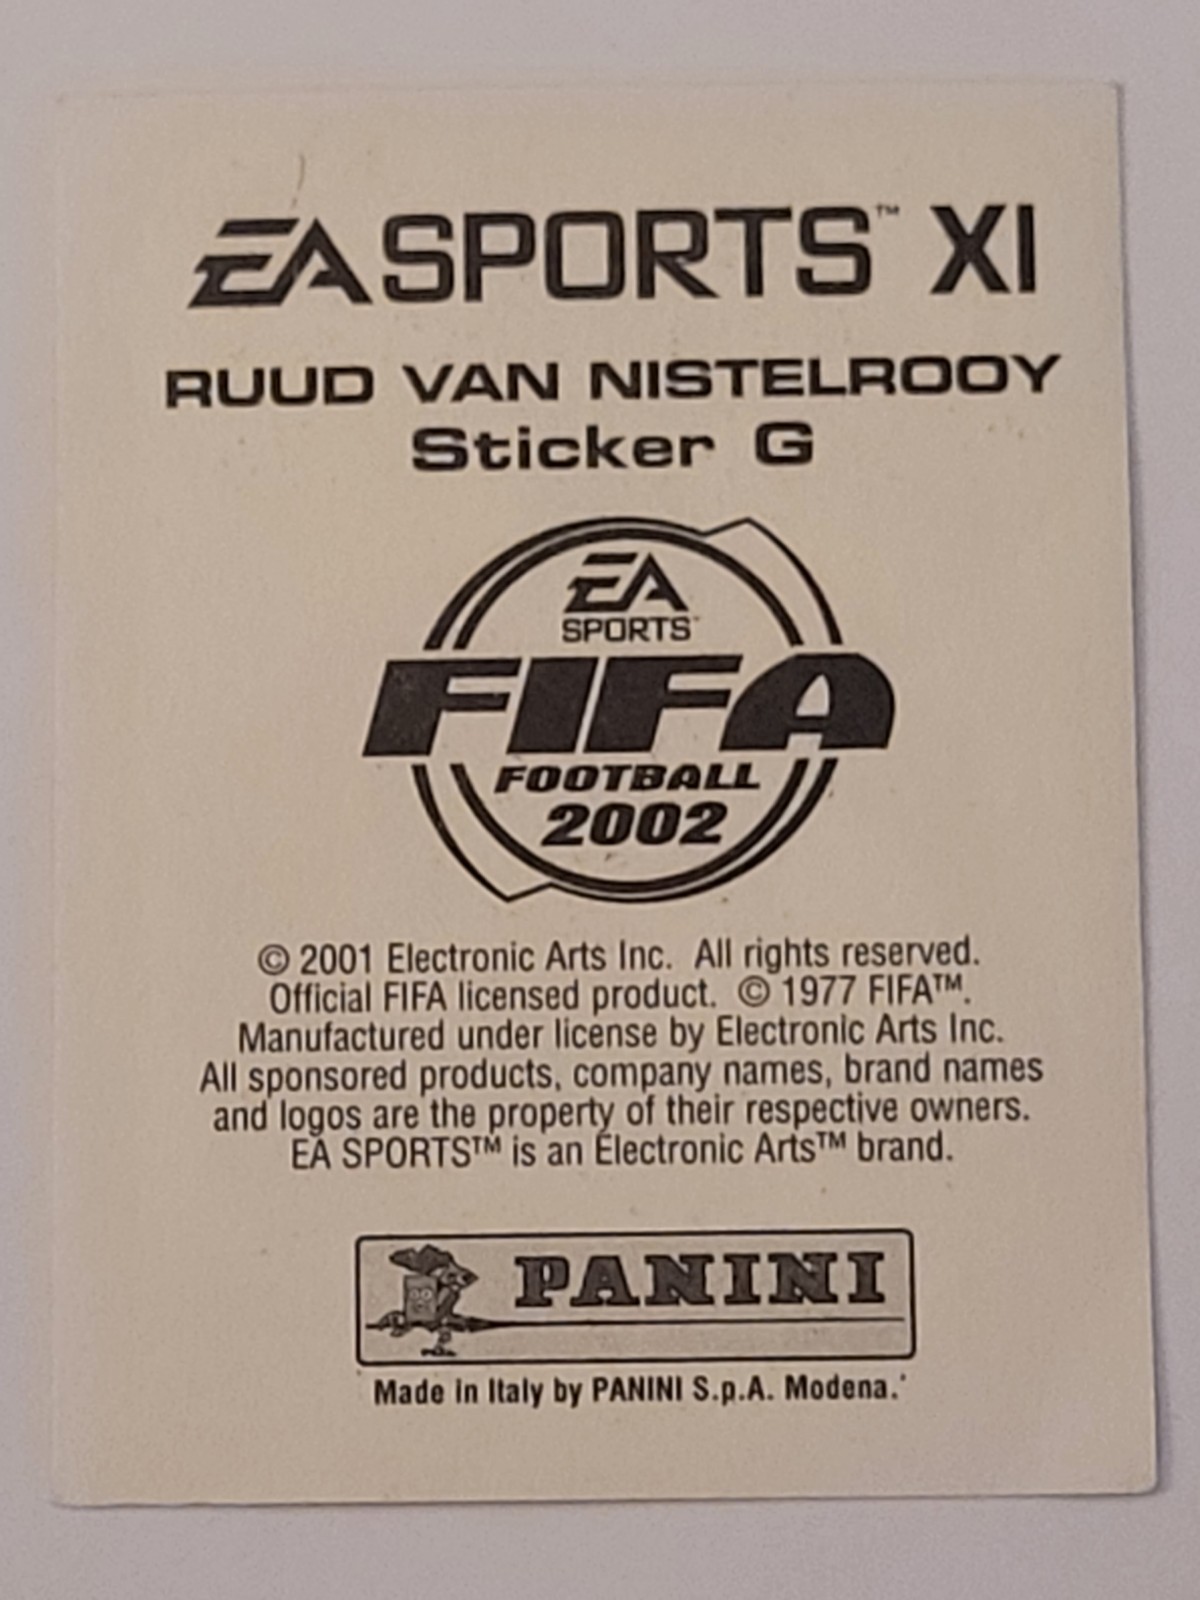 EA SPORTS™ XI
RUUD VAN NISTELROOY
Sticker G
EA
SPORTS™
FIFA
FOOTBALL
2002
© 2001 Electronic Arts Inc. All rights reserved.
Official FIFA licensed product. © 1977 FIFA™.
Manufactured under license by Electronic Arts Inc.
All sponsored products, company names, brand names
and logos are the property of their respective owners.
EA SPORTS™ is an Electronic Arts™ brand.
PANINI
Made in Italy by PANINI S.p.A. Modena.